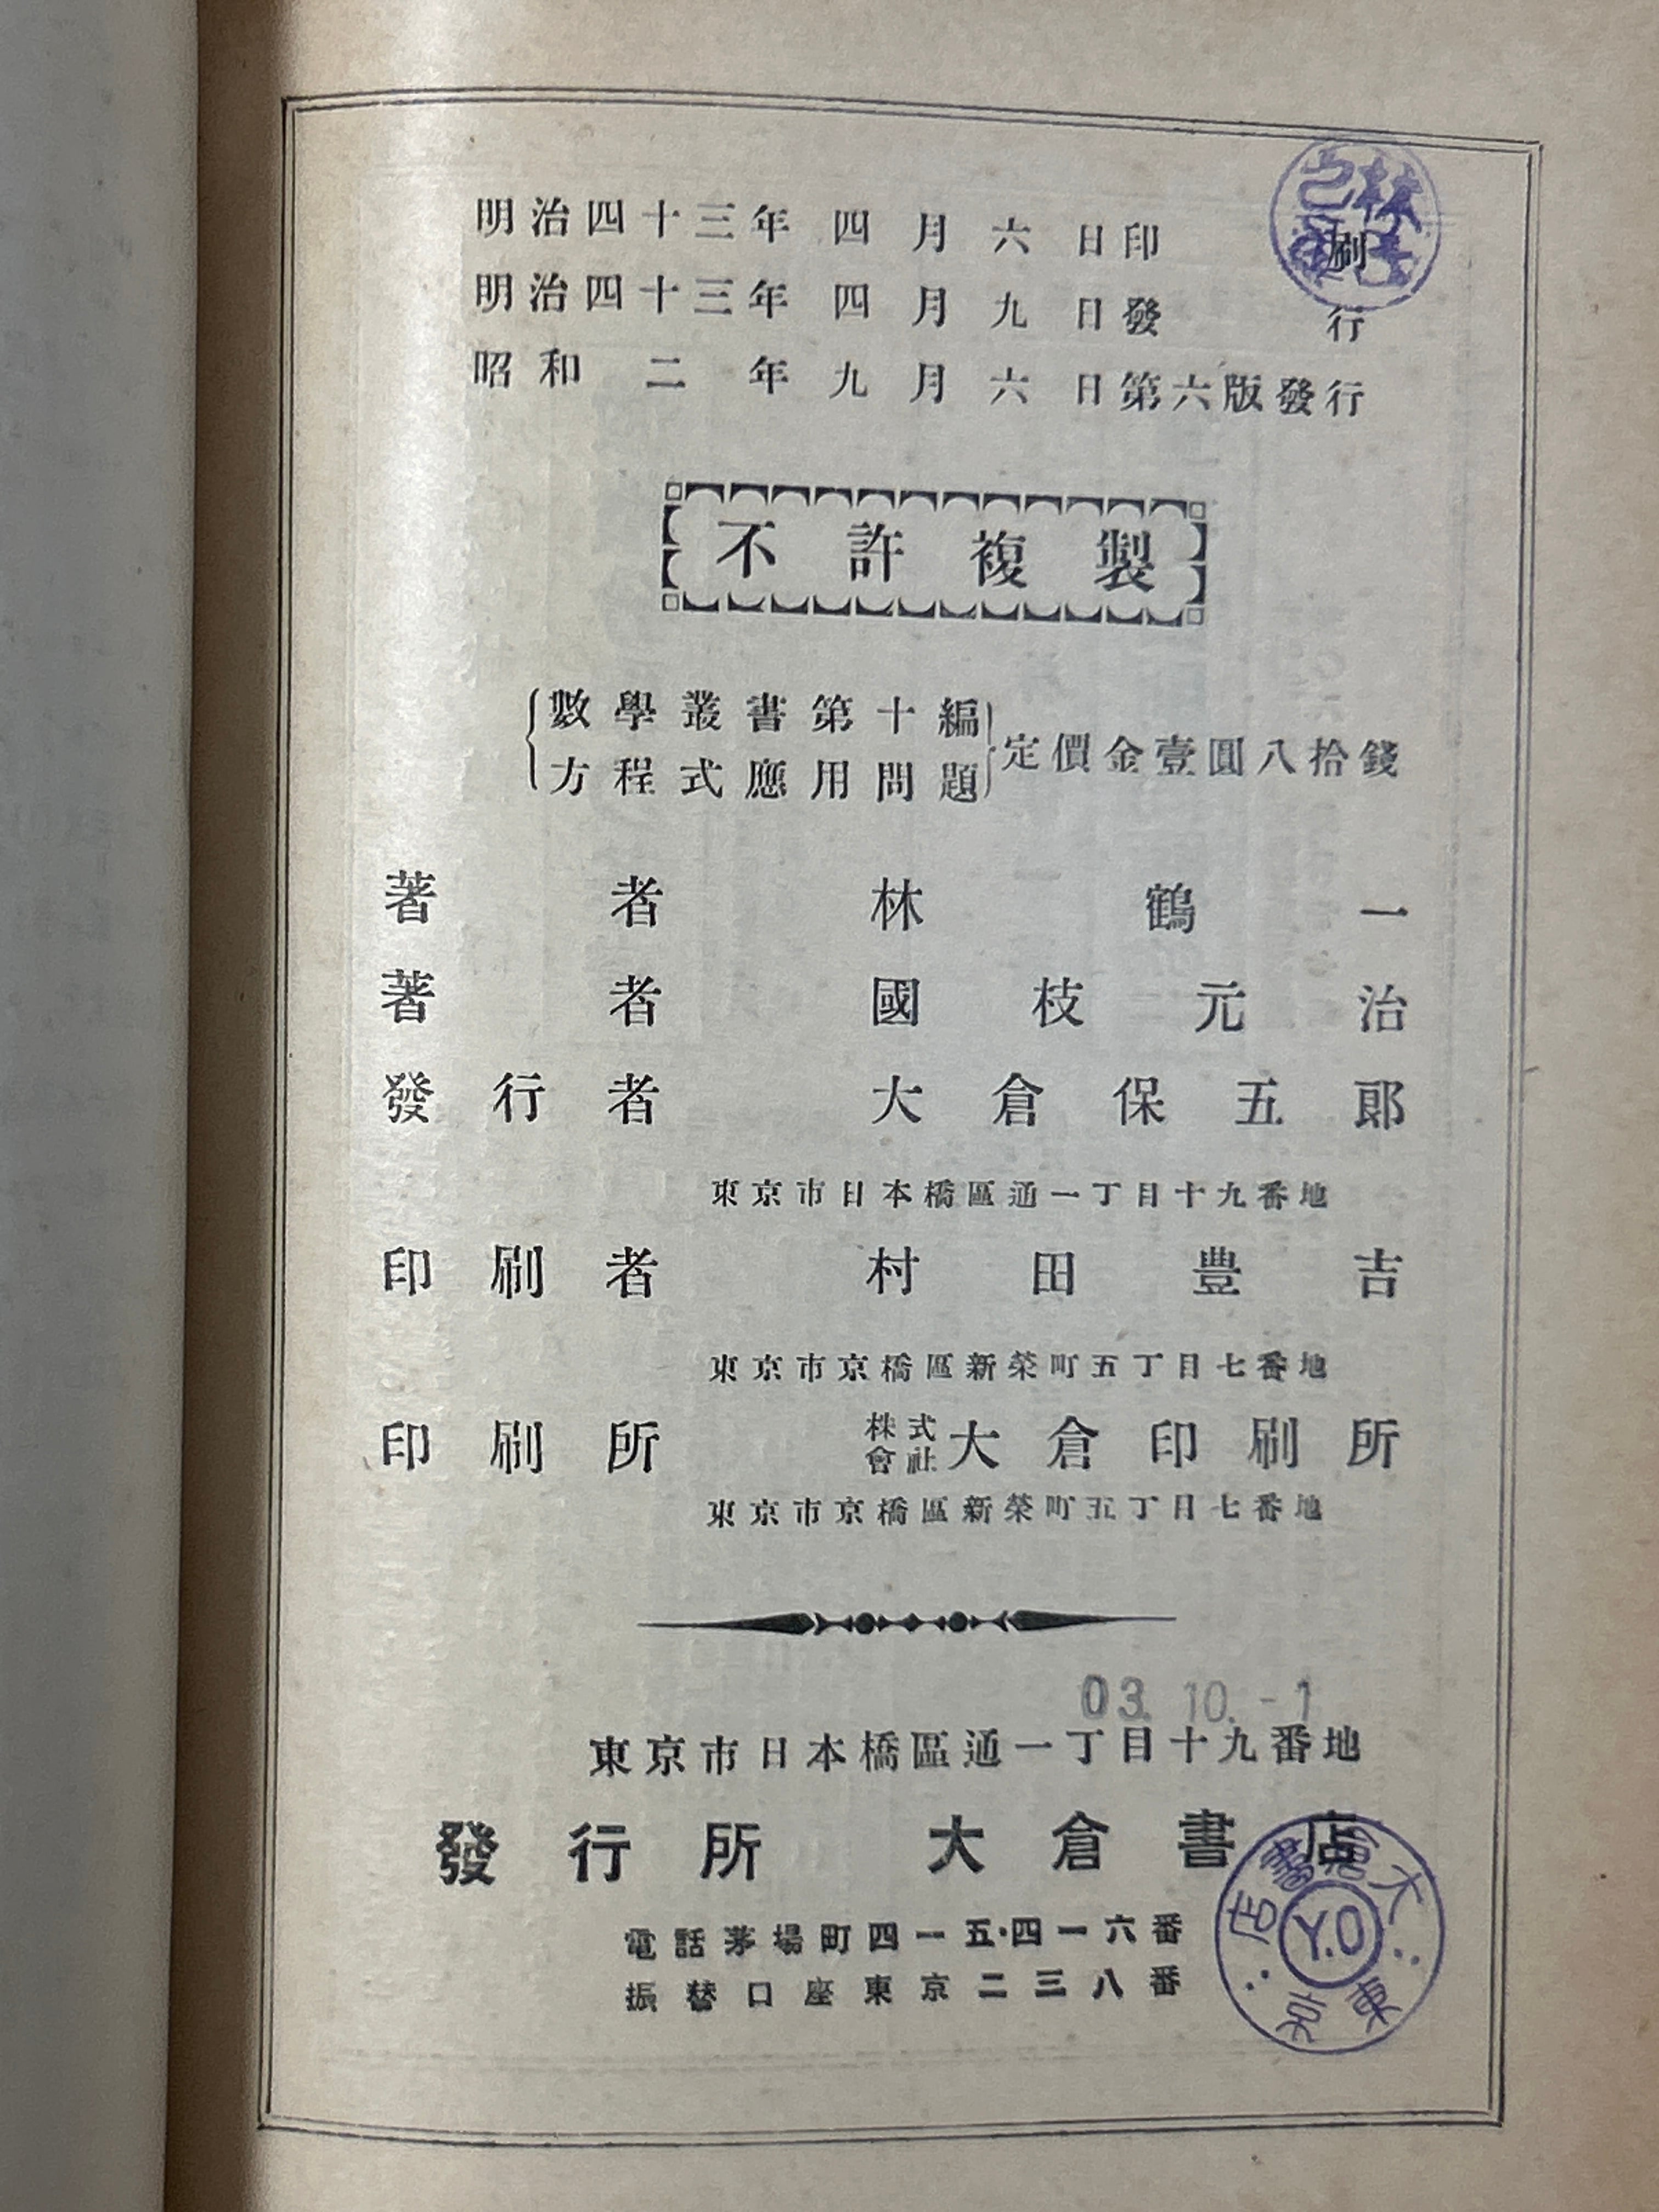 明治四十三年四月六日印刷
明治四十三年四月九日發行
昭和二年九月六日第六版發行
不許複製
數學叢書第十編
方程式應用問題
定價金壹圓八拾錢
著者 林鶴一
著者 國枝元治
發行者 大倉保五郎
東京市日本橋區通一丁目十九番地
印刷者 村田豊吉
東京市京橋區新榮町五丁目七番地
印刷所 株式會社大倉印刷所
東京市京橋區新榮町五丁目七番地
03.10.-1
東京市日本橋區通一丁目十九番地
發行所 大倉書店
電話茅場町四一五·四一六番
振替口座東京二三八番
大倉書店
東京
Y.O